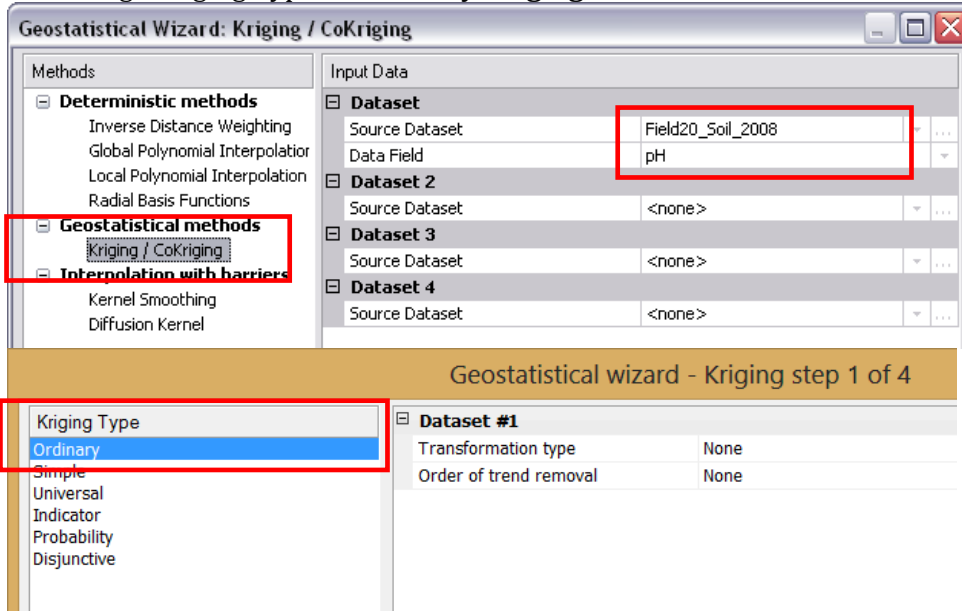 Geostatistical Wizard: Kriging / CoKriging
Methods
Deterministic methods
Inverse Distance Weighting
Global Polynomial Interpolatior
Local Polynomial Interpolation
Radial Basis Functions
Geostatistical methods
Kriging / CoKriging
Interpolation with barriers
Kernel Smoothing
Diffusion Kernel
Input Data
Dataset
Source Dataset Field20_Soil_2008 ...
Data Field pH
Dataset 2
Source Dataset <none> ...
Dataset 3
Source Dataset <none> ...
Dataset 4
Source Dataset <none> ...
Geostatistical wizard - Kriging step 1 of 4
Kriging Type
Ordinary
Simple
Universal
Indicator
Probability
Disjunctive
Dataset #1
Transformation type None
Order of trend removal None